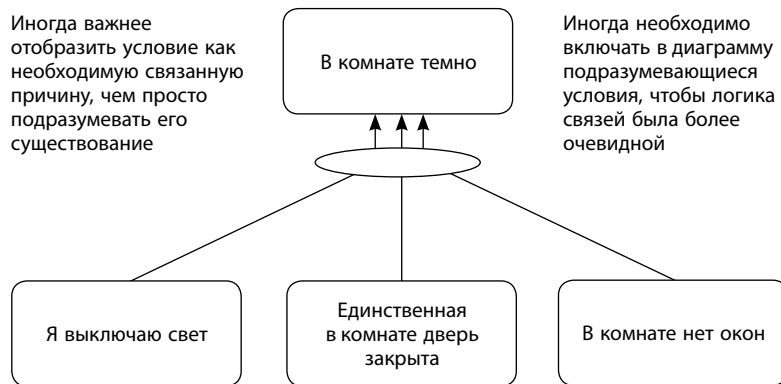 Иногда важнее
отобразить условие как
необходимую связанную
причину, чем просто
подразумевать его
существование
В комнате темно
Иногда необходимо
включать в диаграмму
подразумевающиеся
условия, чтобы логика
связей была более
очевидной
Я выключаю свет
Единственная
в комнате дверь
закрыта
В комнате нет окон